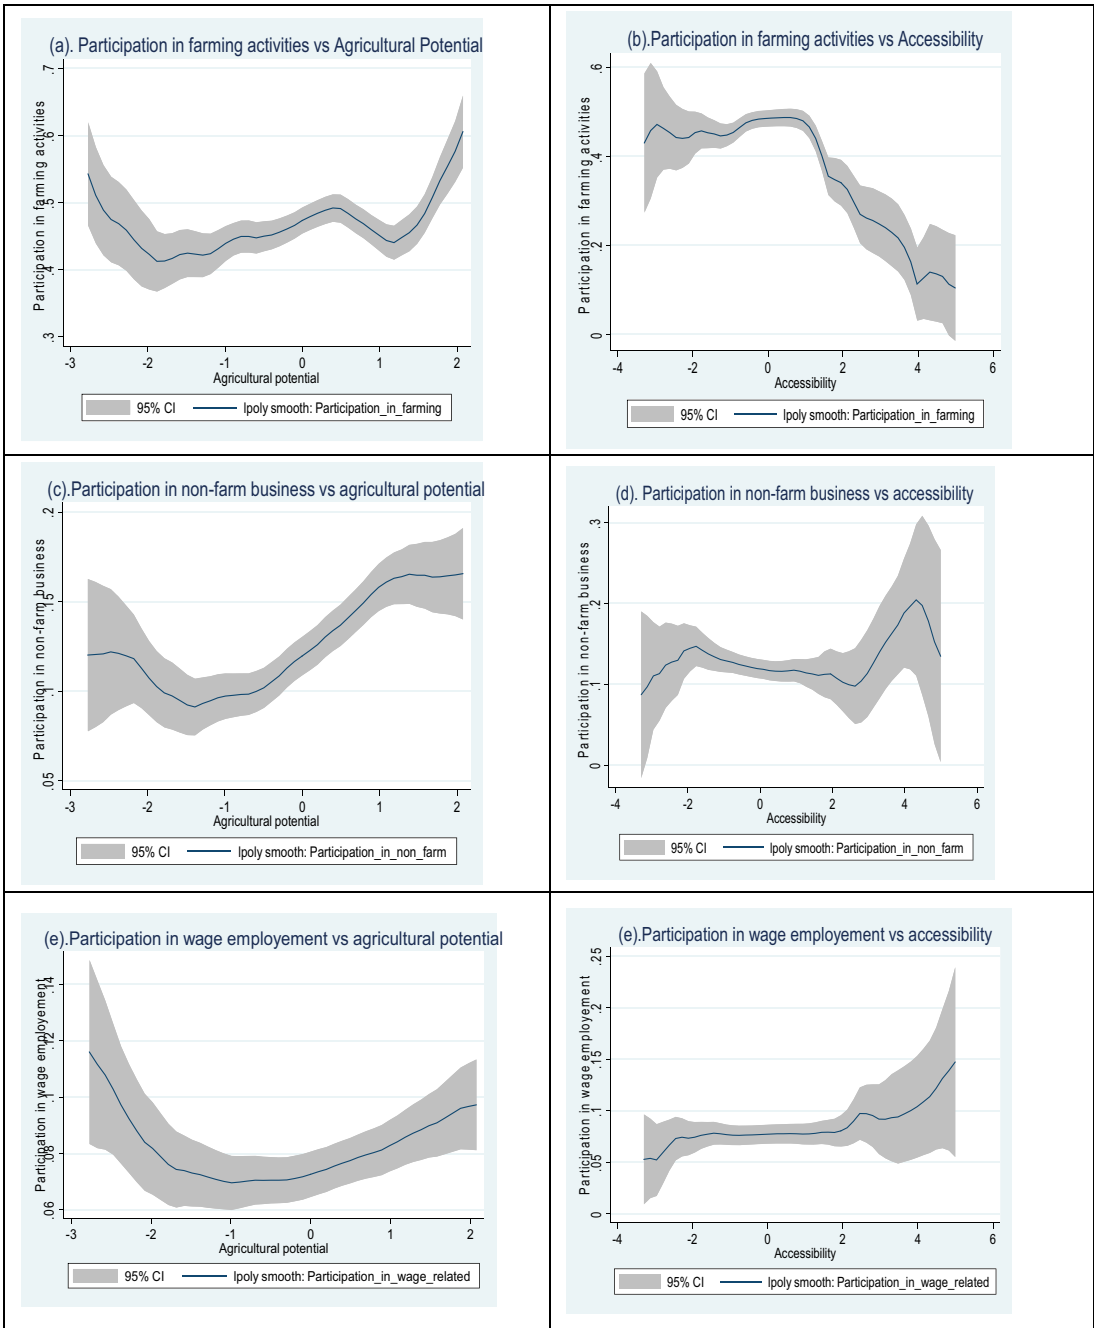 (a). Participation in farming activities vs Agricultural Potential
Participation in farming activities
.7
.6
.5
.4
.3
-3 -2 -1 0 1 2
Agricultural potential
95% CI lpoly smooth: Participation_in_farming
(b).Participation in farming activities vs Accessibility
Participation in farming activities
.6
.4
.2
0
-4 -2 0 2 4 6
Accessibility
95% CI lpoly smooth: Participation_in_farming
(c).Participation in non-farm business vs agricultural potential
Participation in non-farm business
.2
.15
.1
.05
-3 -2 -1 0 1 2
Agricultural potential
95% CI lpoly smooth: Participation_in_non_farm
(d). Participation in non-farm business vs accessibility
Participation in non-farm business
.3
.2
.1
0
-4 -2 0 2 4 6
Accessibility
95% CI lpoly smooth: Participation_in_non_farm
(e).Participation in wage employement vs agricultural potential
Participation in wage employement
.14
.12
.1
.08
.06
-3 -2 -1 0 1 2
Agricultural potential
95% CI lpoly smooth: Participation_in_wage_related
(e).Participation in wage employement vs accessibility
Participation in wage employement
.25
.2
.15
.1
.05
0
-4 -2 0 2 4 6
Accessibility
95% CI lpoly smooth: Participation_in_wage_related